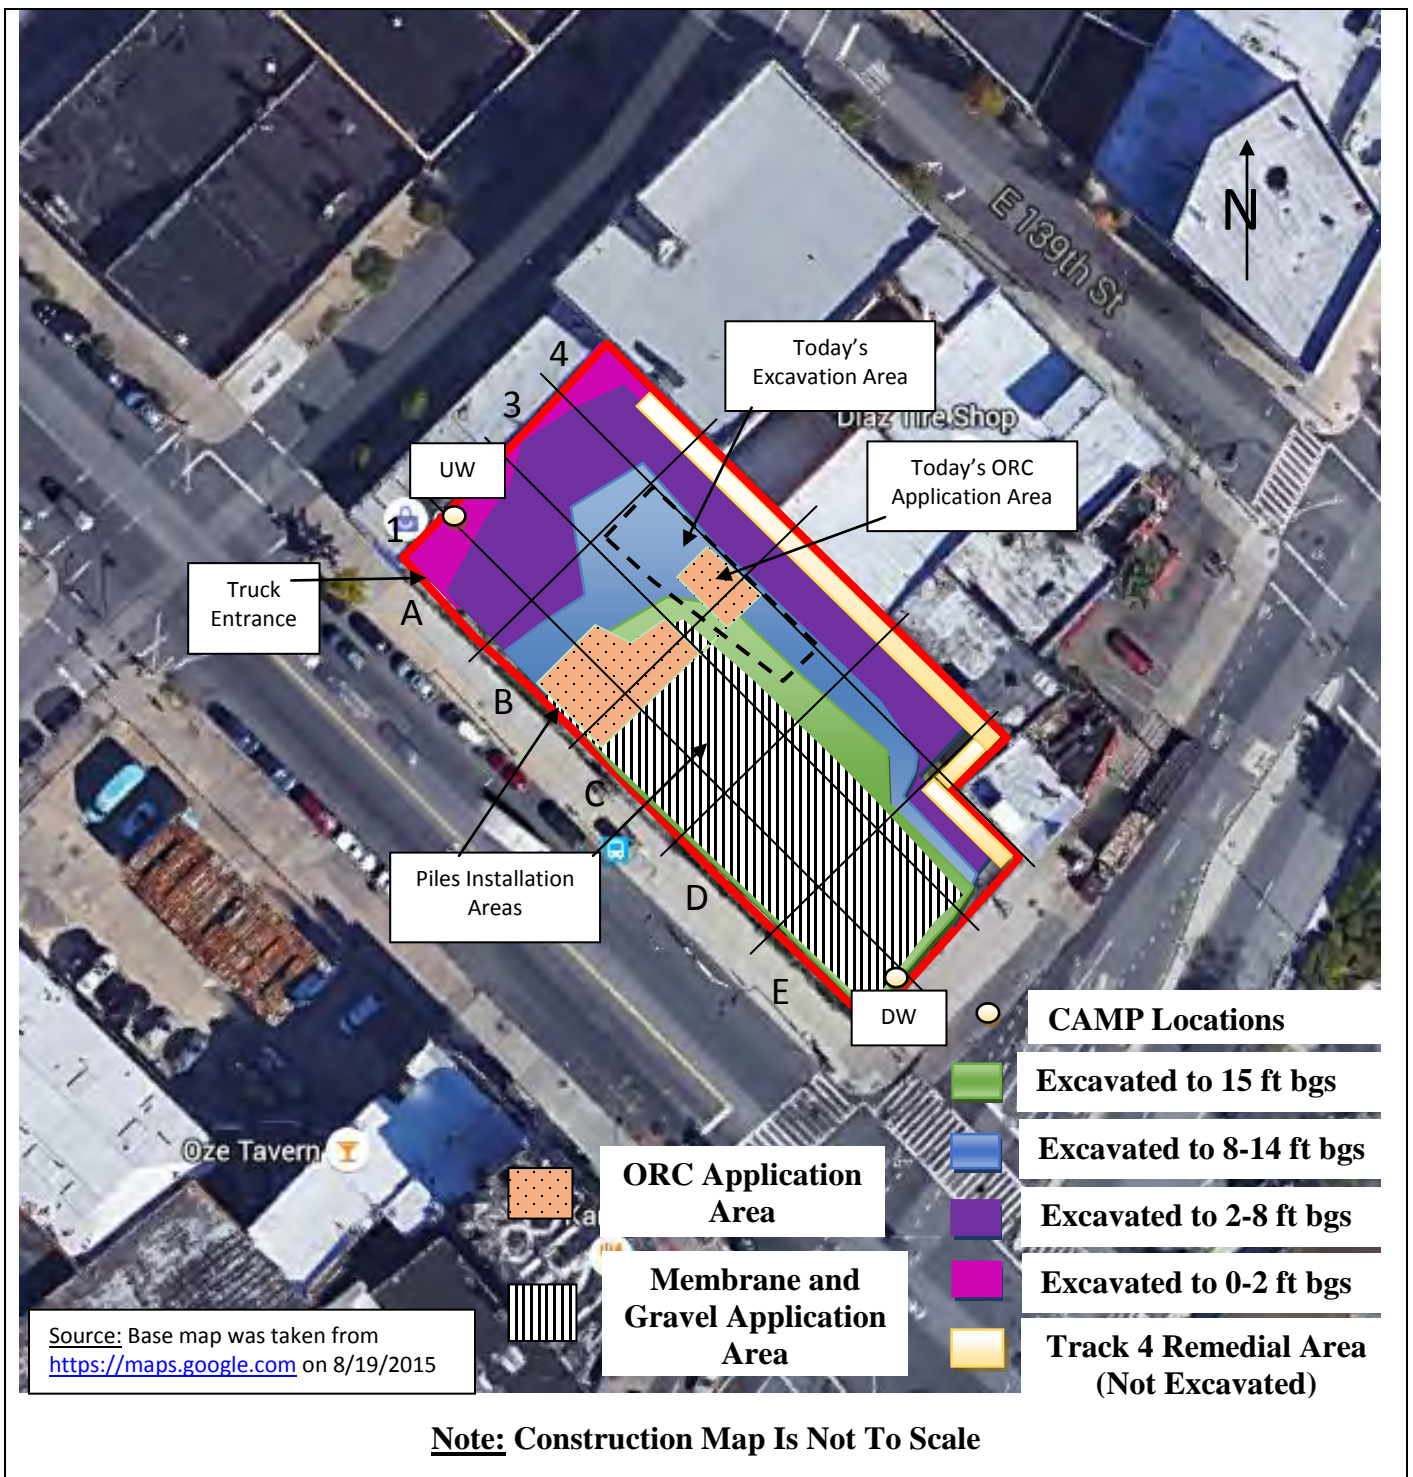 N
E 139th St
4
Today's
Excavation Area
3
Diaz Tire Shop
UW
Today's ORC
Application Area
1
Truck
Entrance
A
B
C
Piles Installation
Areas
D
E
DW
CAMP Locations
Excavated to 15 ft bgs
Excavated to 8-14 ft bgs
Oze Tavern
ORC Application
Area
Excavated to 2-8 ft bgs
Membrane and
Gravel Application
Area
Excavated to 0-2 ft bgs
Track 4 Remedial Area
(Not Excavated)
Source: Base map was taken from
https://maps.google.com on 8/19/2015
Note: Construction Map Is Not To Scale